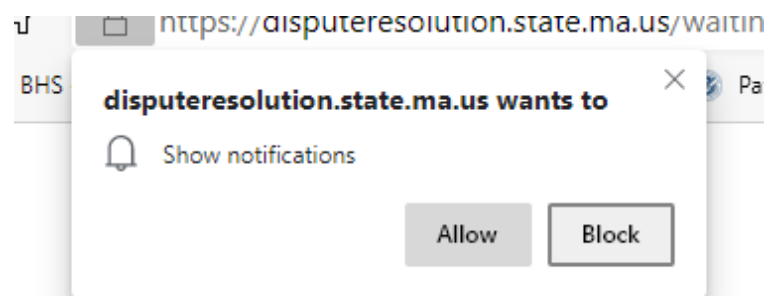 https://disputeresolution.state.ma.us/waitin
BHS
Pa
disputeresolution.state.ma.us wants to
Show notifications
Allow Block